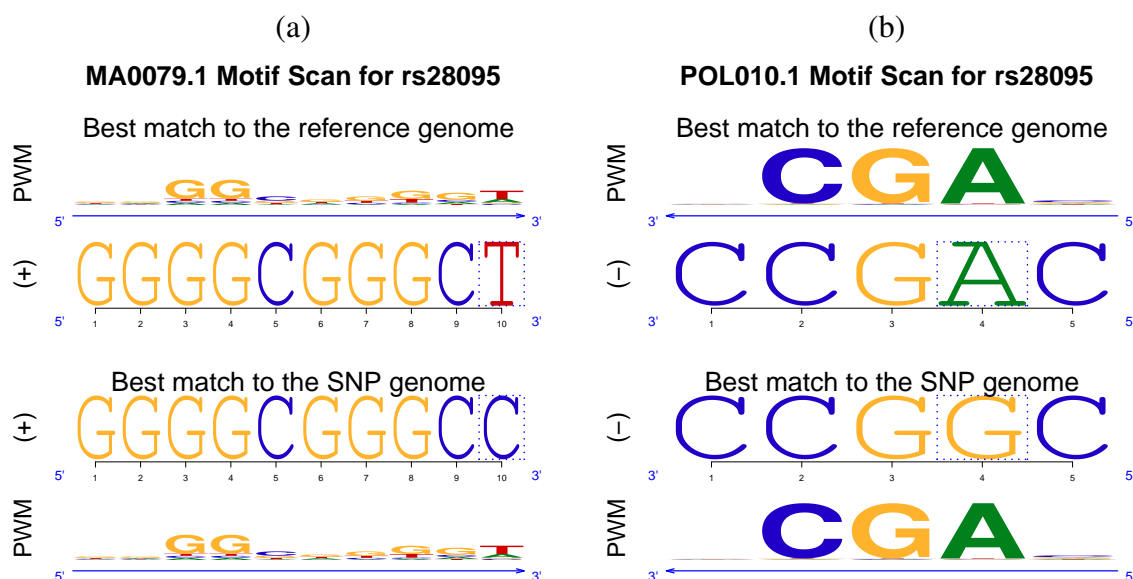 (a)
MA0079.1 Motif Scan for rs28095
Best match to the reference genome
PWM
5' 3'
(+)
GGGGCGGGCT
5' 1 2 3 4 5 6 7 8 9 10 3'
Best match to the SNP genome
(+)
GGGGCGGGCC
5' 1 2 3 4 5 6 7 8 9 10 3'
PWM
5' 3'
(b)
POL010.1 Motif Scan for rs28095
Best match to the reference genome
PWM
CGA
3' 5
(−)
CCGAC
3' 1 2 3 4 5 5
Best match to the SNP genome
(−)
CCGGC
3' 1 2 3 4 5 5
PWM
CGA
3' 5